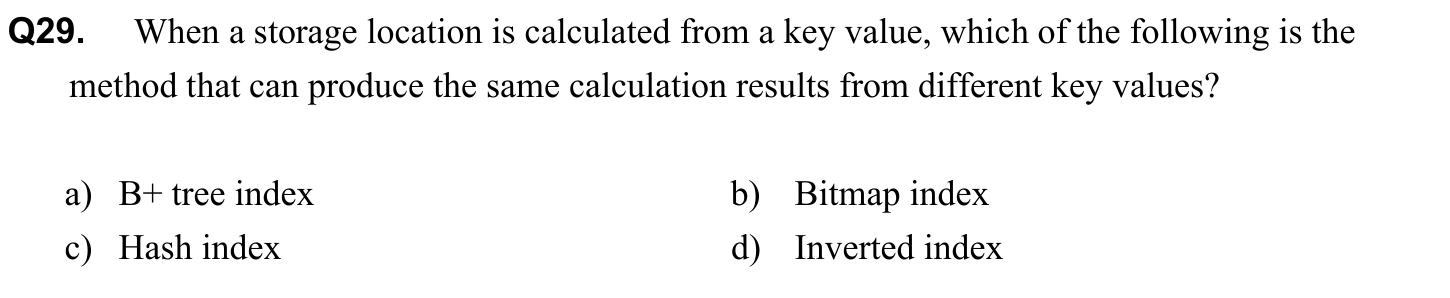 Q29. When a storage location is calculated from a key value, which of the following is the
method that can produce the same calculation results from different key values?
a) B+ tree index b) Bitmap index
c) Hash index d) Inverted index